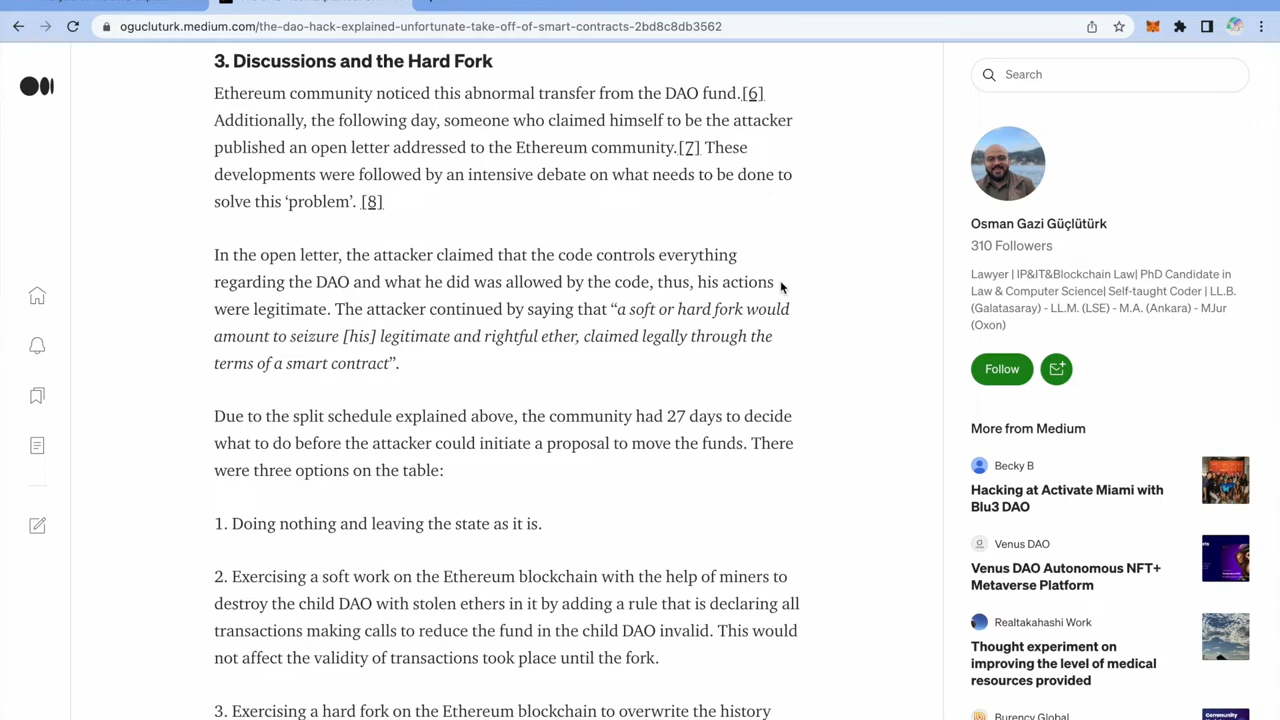 ogucluturk.medium.com/the-dao-hack-explained-unfortunate-take-off-of-smart-contracts-2bd8c8db3562
3. Discussions and the Hard Fork
Ethereum community noticed this abnormal transfer from the DAO fund.[6]
Additionally, the following day, someone who claimed himself to be the attacker
published an open letter addressed to the Ethereum community.[7] These
developments were followed by an intensive debate on what needs to be done to
solve this ‘problem’. [8]
In the open letter, the attacker claimed that the code controls everything
regarding the DAO and what he did was allowed by the code, thus, his actions
were legitimate. The attacker continued by saying that “a soft or hard fork would
amount to seizure [his] legitimate and rightful ether, claimed legally through the
terms of a smart contract”.
Due to the split schedule explained above, the community had 27 days to decide
what to do before the attacker could initiate a proposal to move the funds. There
were three options on the table:
1. Doing nothing and leaving the state as it is.
2. Exercising a soft work on the Ethereum blockchain with the help of miners to
destroy the child DAO with stolen ethers in it by adding a rule that is declaring all
transactions making calls to reduce the fund in the child DAO invalid. This would
not affect the validity of transactions took place until the fork.
3. Exercising a hard fork on the Ethereum blockchain to overwrite the history
Search
Osman Gazi Güçlütürk
310 Followers
Lawyer | IP&IT&Blockchain Law| PhD Candidate in
Law & Computer Science| Self-taught Coder | LL.B.
(Galatasaray) - LL.M. (LSE) - M.A. (Ankara) - MJur
(Oxon)
Follow
More from Medium
Becky B
Hacking at Activate Miami with
Blu3 DAO
Venus DAO
Venus DAO Autonomous NFT+
Metaverse Platform
Realtakahashi Work
Thought experiment on
improving the level of medical
resources provided
Burency Global